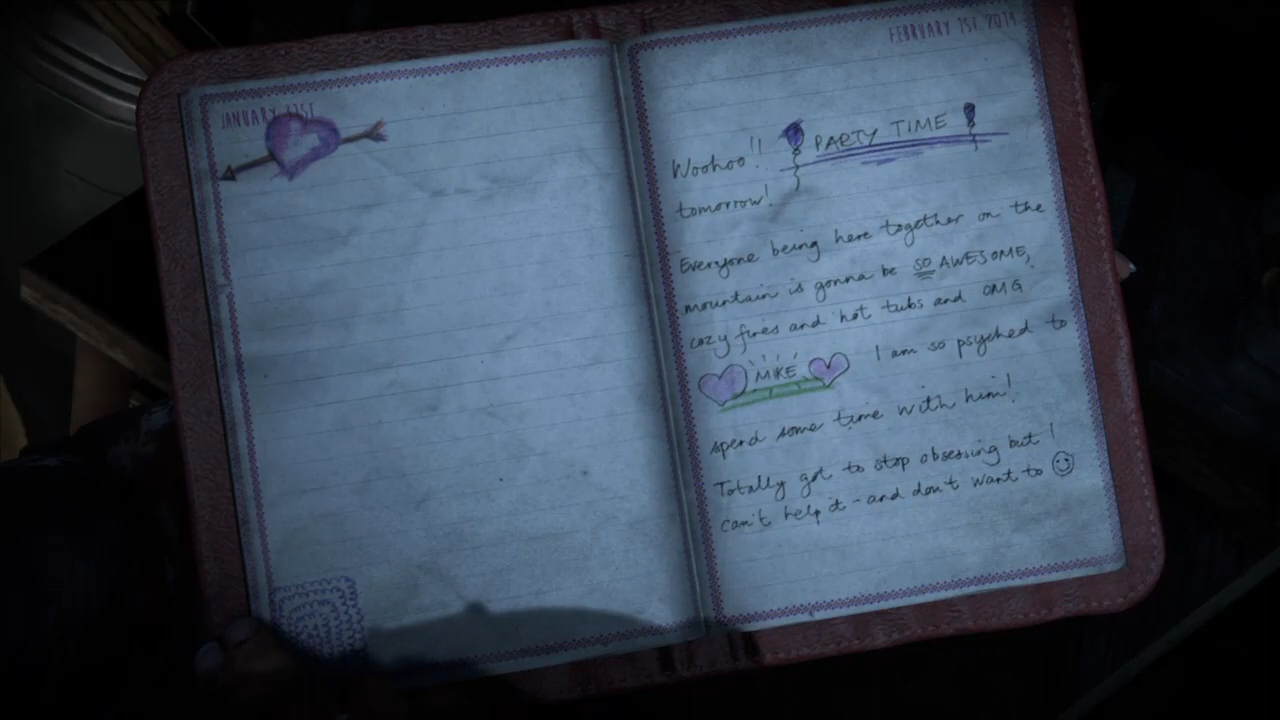 JANUARY 31ST
FEBRUARY 1ST 2014
Woohoo!! PARTY TIME
tomorrow!
Everyone being here together on the
mountain is gonna be SO AWESOME,
cozy fires and hot tubs and OMG
MIKE I am so psyched to
spend some time with him!
Totally got to stop obsessing but I
can't help it - and don't want to